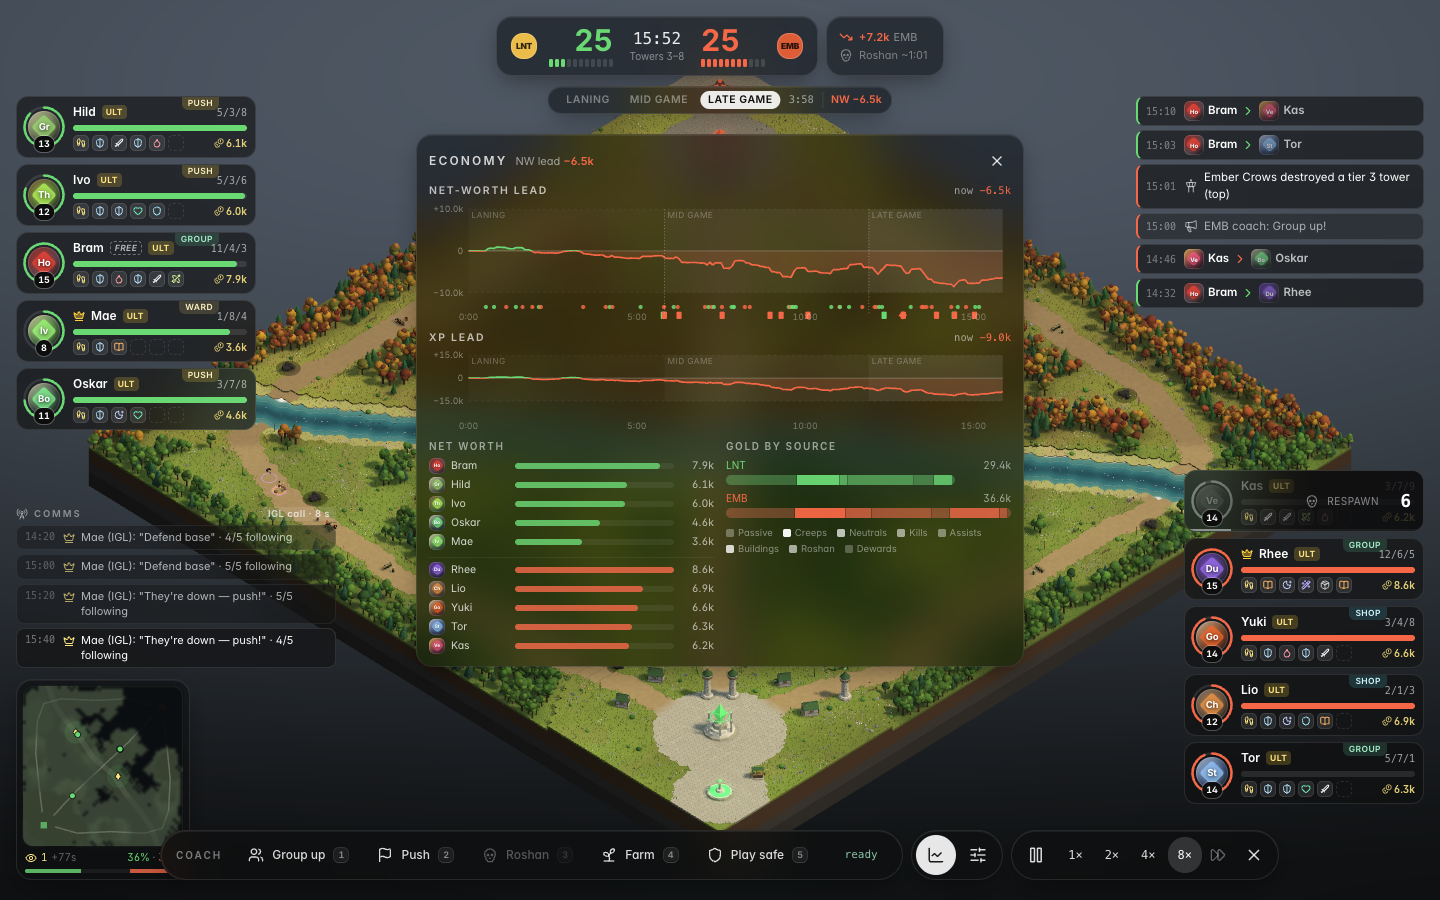 LNT
25
15:52
Towers 3–8
25
EMB
+7.2k EMB
Roshan ~1:01
LANING
MID GAME
LATE GAME
3:58
NW −6.5k
Hild ULT
PUSH
5/3/8
Gr
13
6.1k
Ivo ULT
PUSH
5/3/6
Th
12
6.0k
Bram FREE ULT
GROUP
11/4/3
Ho
15
7.9k
Mae ULT
WARD
1/8/4
Iv
8
3.6k
Oskar ULT
PUSH
3/7/8
Bo
11
4.6k
ECONOMY NW lead −6.5k
NET-WORTH LEAD
now −6.5k
+10.0k
LANING
MID GAME
LATE GAME
0
−10.0k
0:00
5:00
10:00
15:00
XP LEAD
now −9.0k
+15.0k
LANING
MID GAME
LATE GAME
0
−15.0k
0:00
5:00
10:00
15:00
NET WORTH
Bram 7.9k
Hild 6.1k
Ivo 6.0k
Oskar 4.6k
Mae 3.6k
Rhee 8.6k
Lio 6.9k
Yuki 6.6k
Tor 6.3k
Kas 6.2k
GOLD BY SOURCE
LNT 29.4k
EMB 36.6k
Passive Creeps Neutrals Kills Assists
Buildings Roshan Dewards
15:10 Bram > Kas
15:03 Bram > Tor
15:01 Ember Crows destroyed a tier 3 tower
(top)
15:00 EMB coach: Group up!
14:46 Kas > Oskar
14:32 Bram > Rhee
COMMS
IGL call · 8 s
14:20 Mae (IGL): "Defend base" · 4/5 following
15:00 Mae (IGL): "Defend base" · 5/5 following
15:20 Mae (IGL): "They're down — push!" · 5/5
following
15:40 Mae (IGL): "They're down — push!" · 4/5
following
Kas ULT
3/7/9
Ve
14
RESPAWN 6
6.2k
Rhee ULT
GROUP
12/6/5
Du
15
8.6k
Yuki ULT
SHOP
3/4/8
Go
14
6.6k
Lio ULT
SHOP
2/1/3
Ch
12
6.9k
Tor ULT
GROUP
5/7/1
St
14
6.3k
1 +77s
36% ·
COACH
Group up 1
Push 2
Roshan 3
Farm 4
Play safe 5
ready
1×
2×
4×
8×